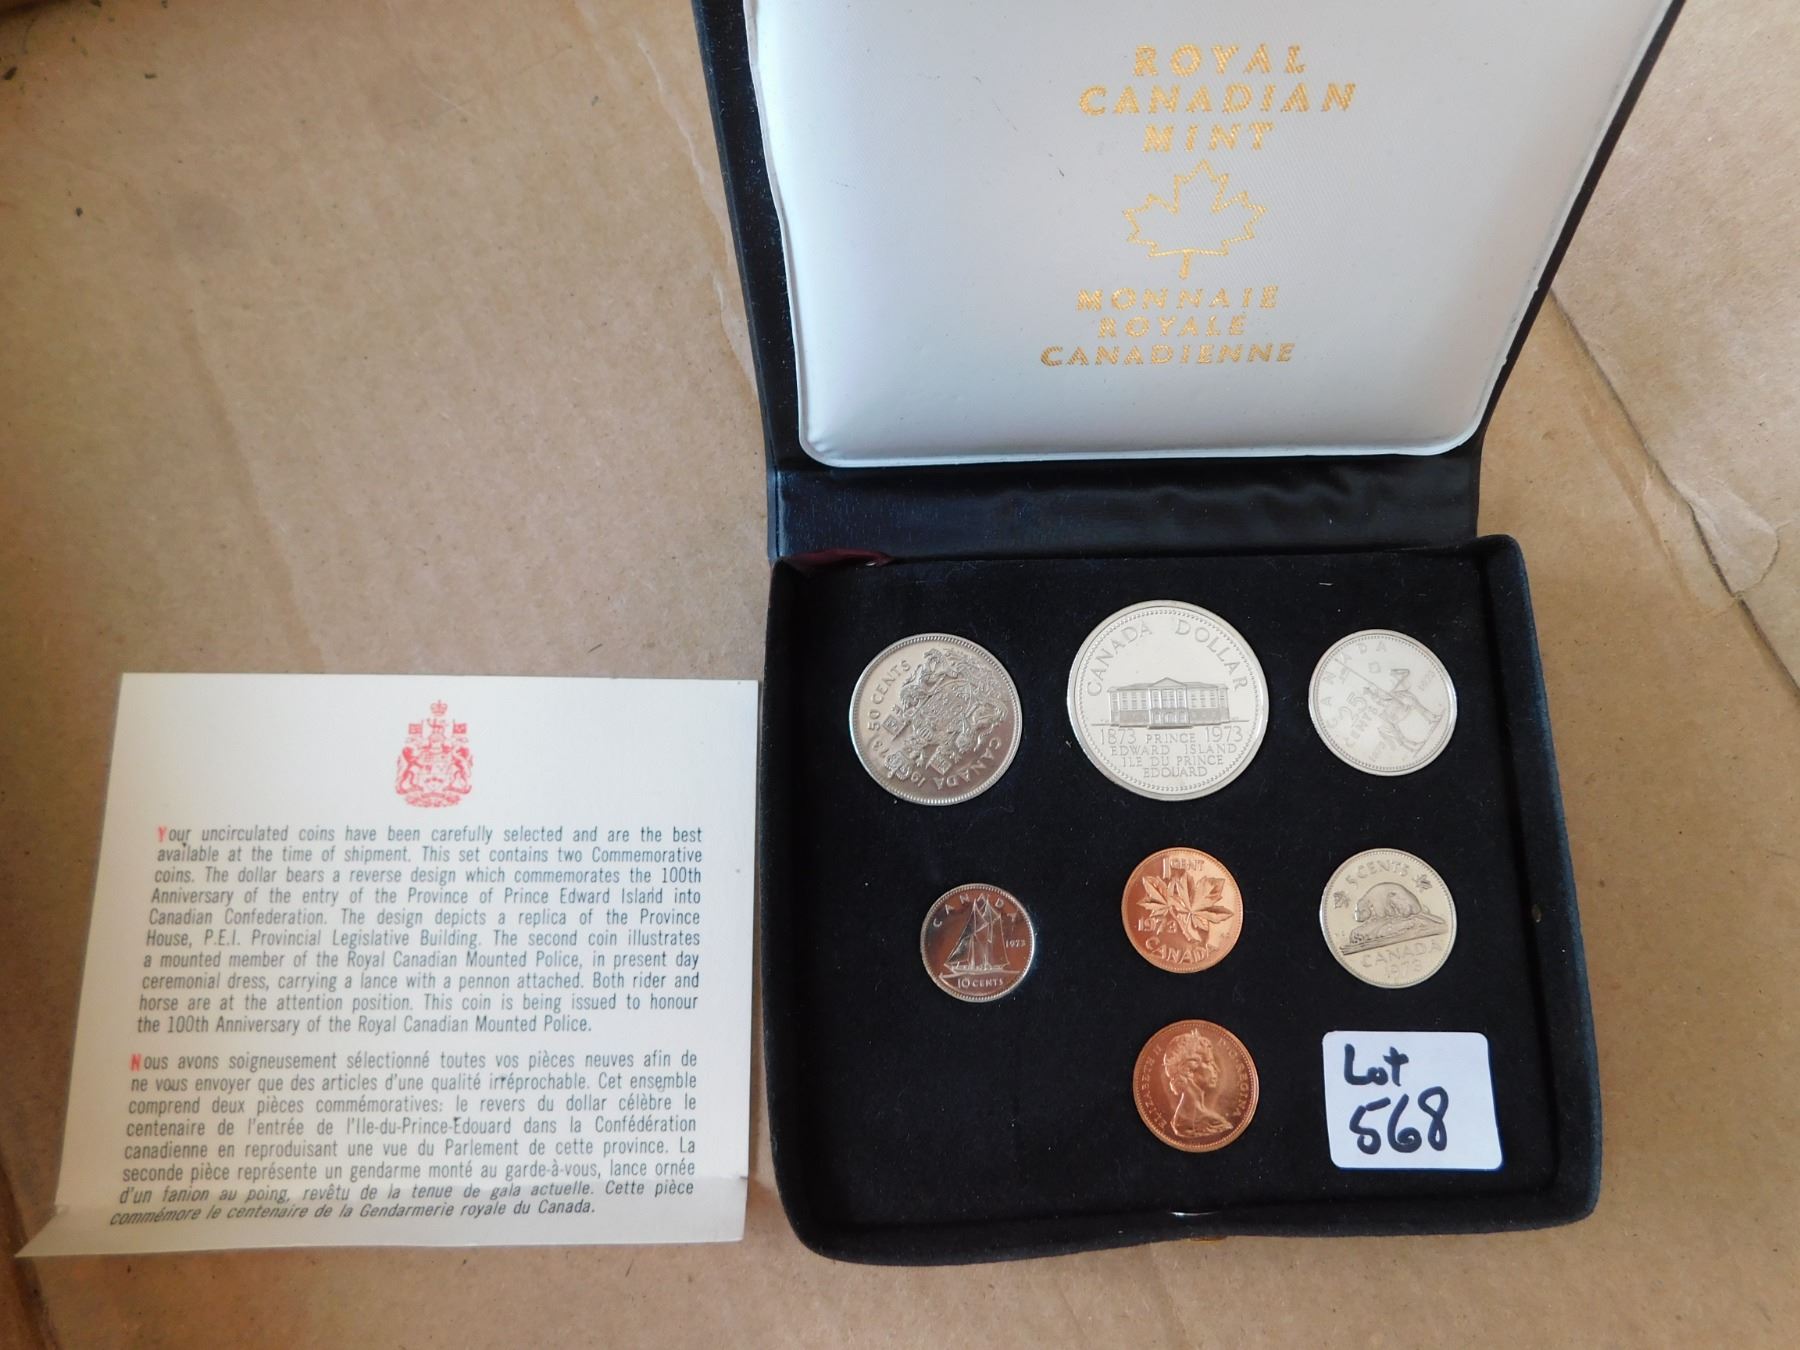 ROYAL
CANADIAN
MINT
MONNAIE
ROYALE
CANADIENNE
Your uncirculated coins have been carefully selected and are the best
available at the time of shipment. This set contains two Commemorative
coins. The dollar bears a reverse design which commemorates the 100th
Anniversary of the entry of the Province of Prince Edward Island into
Canadian Confederation. The design depicts a replica of the Province
House, P.E.I. Provincial Legislative Building. The second coin illustrates
a mounted member of the Royal Canadian Mounted Police, in present day
ceremonial dress, carrying a lance with a pennon attached. Both rider and
horse are at the attention position. This coin is being issued to honour
the 100th Anniversary of the Royal Canadian Mounted Police.
Nous avons soigneusement sélectionné toutes vos pièces neuves afin de
ne vous envoyer que des articles d'une qualité irréprochable. Cet ensemble
comprend deux pièces commémoratives: le revers du dollar célèbre le
centenaire de l'entrée de l'Ile-du-Prince-Edouard dans la Confédération
canadienne en reproduisant une vue du Parlement de cette province. La
seconde pièce représente un gendarme monté au garde-à-vous, lance ornée
d'un fanion au poing, revêtu de la tenue de gala actuelle. Cette pièce
commémore le centenaire de la Gendarmerie royale du Canada.
50 CENTS
CANADA
1973
CANADA DOLLAR
1873 PRINCE 1973
EDWARD ISLAND
ILE DU PRINCE
EDOUARD
CANADA
25
CENTS
1873
1973
CANADA
1973
10 CENTS
1 CENT
1973
CANADA
5 CENTS
CANADA
1973
ELIZABETH II D·G·REGINA
Lot
568